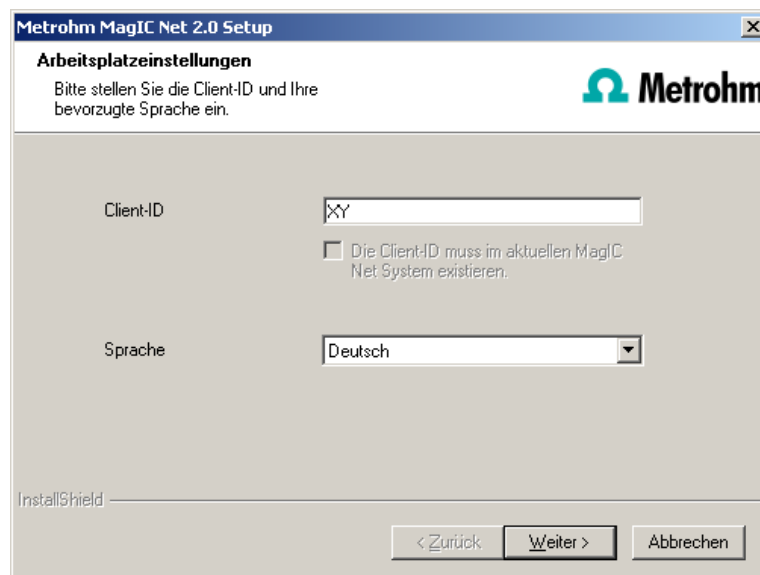 Metrohm MagIC Net 2.0 Setup
Arbeitsplatzeinstellungen
Bitte stellen Sie die Client-ID und Ihre
bevorzugte Sprache ein.
Metrohm
Client-ID
XY
Die Client-ID muss im aktuellen MagIC
Net System existieren.
Sprache
Deutsch
InstallShield
< Zurück
Weiter >
Abbrechen